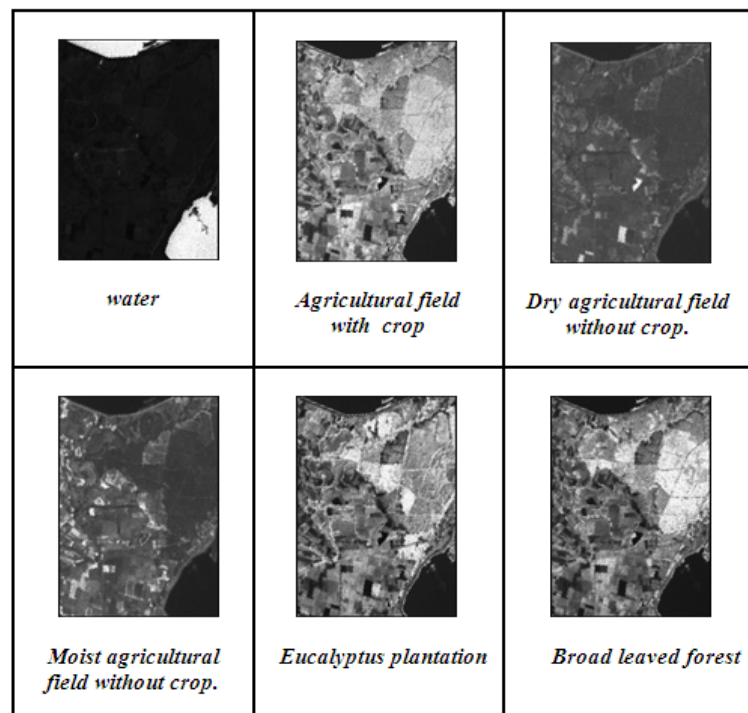 water
Agricultural field
with crop
Dry agricultural field
without crop.
Moist agricultural
field without crop.
Eucalyptus plantation
Broad leaved forest